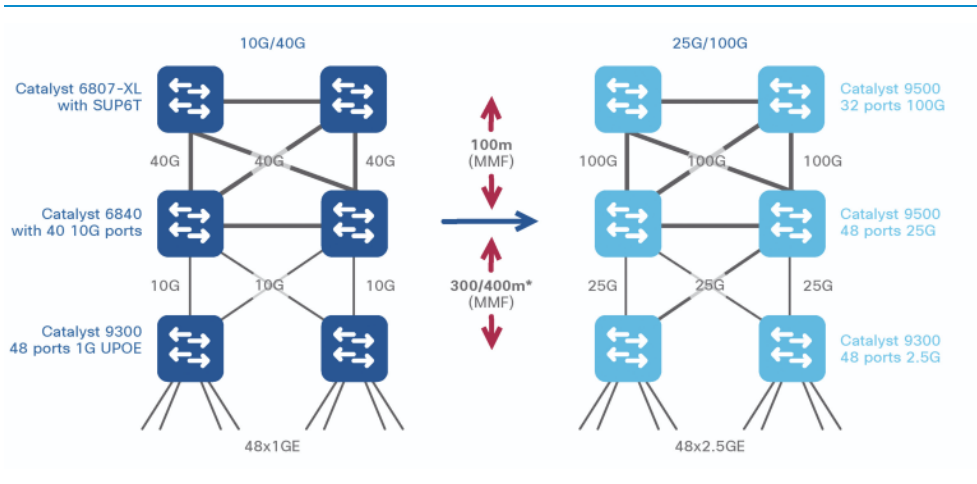 10G/40G
25G/100G
Catalyst 6807-XL
with SUP6T
Catalyst 9500
32 ports 100G
100m
(MMF)
40G
40G
40G
100G
100G
100G
Catalyst 6840
with 40 10G ports
Catalyst 9500
48 ports 25G
10G
10G
10G
300/400m*
(MMF)
25G
25G
25G
Catalyst 9300
48 ports 1G UPOE
Catalyst 9300
48 ports 2.5G
48x1GE
48x2.5GE